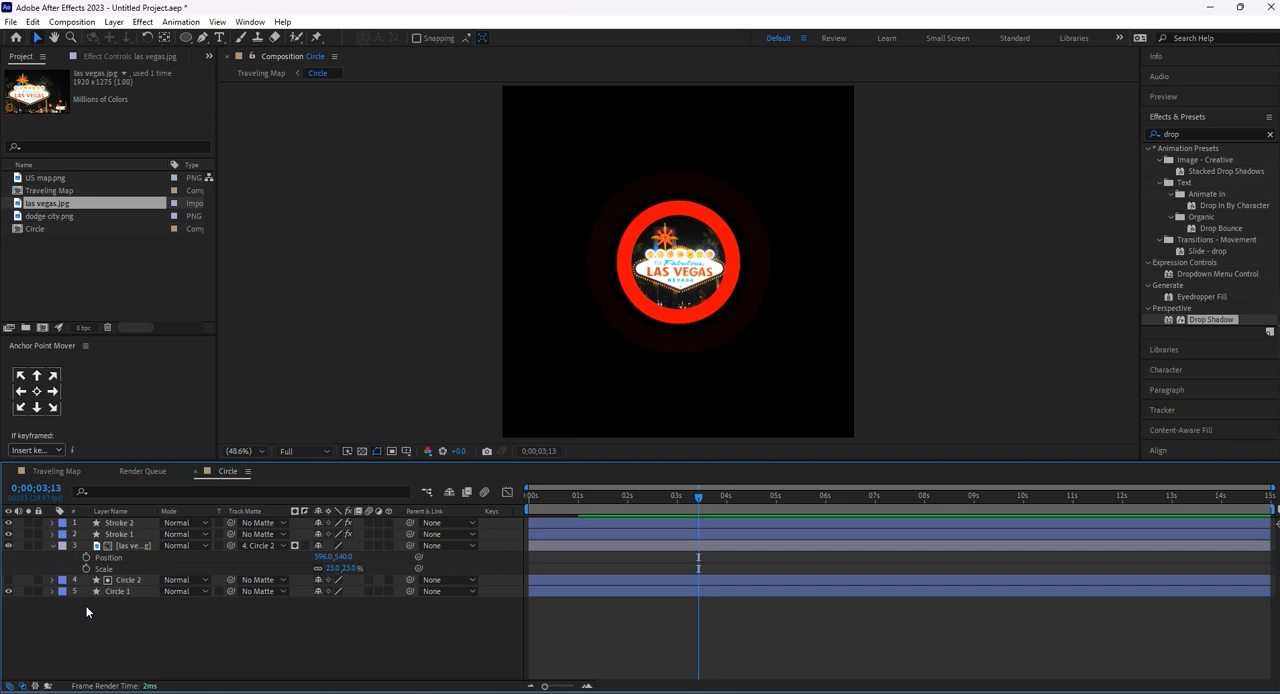 Adobe After Effects 2023 - Untitled Project.aep *
File Edit Composition Layer Effect Animation View Window Help
Snapping
Default Review Learn Small Screen Standard Libraries Search Help
Project Effect Controls las vegas.jpg
Composition Circle
Traveling Map Circle
las vegas.jpg , used 1 time
1920 x 1275 (1.00)
Millions of Colors
Name Type
US map.png PNG
Traveling Map Com
las vegas.jpg Impo
dodge city.png PNG
Circle Com
8 bpc
Anchor Point Mover
If keyframed:
Insert ke...
TO Fabulous
LAS VEGAS
NEVADA
(48.6%) Full +0.0 0;00;03;13
Info
Audio
Preview
Effects & Presets
drop
* Animation Presets
Image - Creative
Stacked Drop Shadows
Text
Animate In
Drop In By Character
Organic
Drop Bounce
Transitions - Movement
Slide - drop
Expression Controls
Dropdown Menu Control
Generate
Eyedropper Fill
Perspective
Drop Shadow
Libraries
Character
Paragraph
Tracker
Content-Aware Fill
Align
Traveling Map Render Queue Circle
0;00;03;13
00103 (29.97 fps)
# Layer Name Mode T Track Matte Parent & Link Keys
:00s 01s 02s 03s 04s 05s 06s 07s 08s 09s 10s 11s 12s 13s 14s 15s
1 Stroke 2 Normal No Matte None
2 Stroke 1 Normal No Matte None
3 [las ve...g] Normal 4. Circle 2 None
Position 596.0,540.0
Scale 23.0,23.0%
4 Circle 2 Normal No Matte None
5 Circle 1 Normal No Matte None
Frame Render Time: 2ms